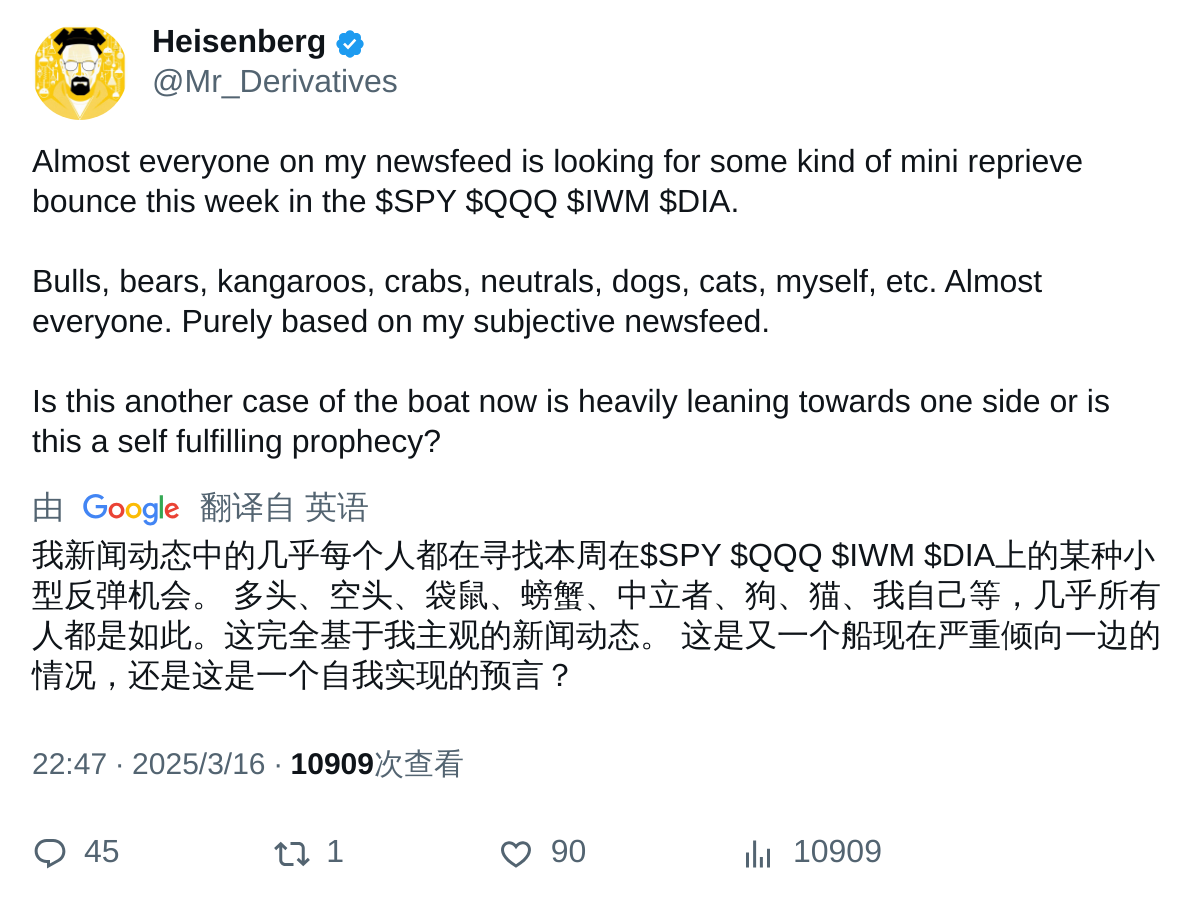 Heisenberg
@Mr_Derivatives
Almost everyone on my newsfeed is looking for some kind of mini reprieve
bounce this week in the $SPY $QQQ $IWM $DIA.
Bulls, bears, kangaroos, crabs, neutrals, dogs, cats, myself, etc. Almost
everyone. Purely based on my subjective newsfeed.
Is this another case of the boat now is heavily leaning towards one side or is
this a self fulfilling prophecy?
由 Google 翻译自 英语
我新闻动态中的几乎每个人都在寻找本周在$SPY $QQQ $IWM $DIA上的某种小
型反弹机会。 多头、空头、袋鼠、螃蟹、中立者、狗、猫、我自己等，几乎所有
人都是如此。这完全基于我主观的新闻动态。 这是又一个船现在严重倾向一边的
情况，还是这是一个自我实现的预言？
22:47 · 2025/3/16 · 10909次查看
45 1 90 10909